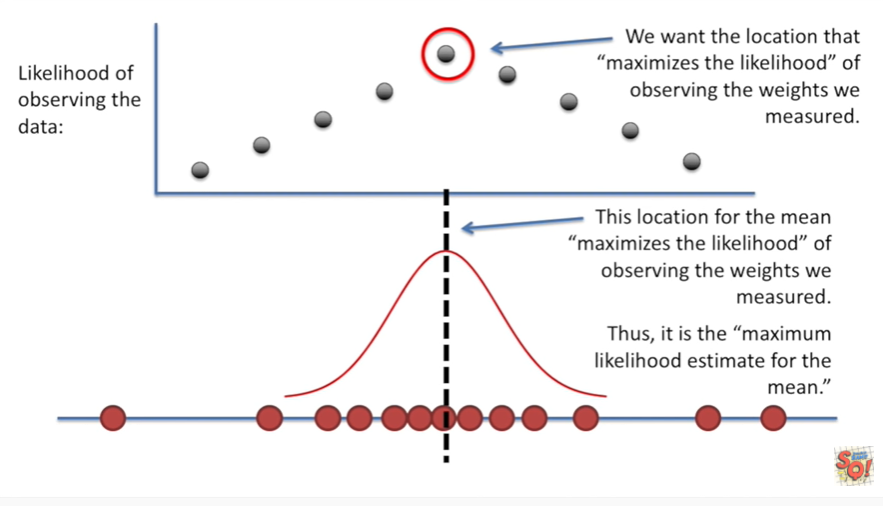 Likelihood of
observing the
data:
We want the location that
“maximizes the likelihood” of
observing the weights we
measured.
This location for the mean
“maximizes the likelihood” of
observing the weights we
measured.
Thus, it is the “maximum
likelihood estimate for the
mean.”
SQ!